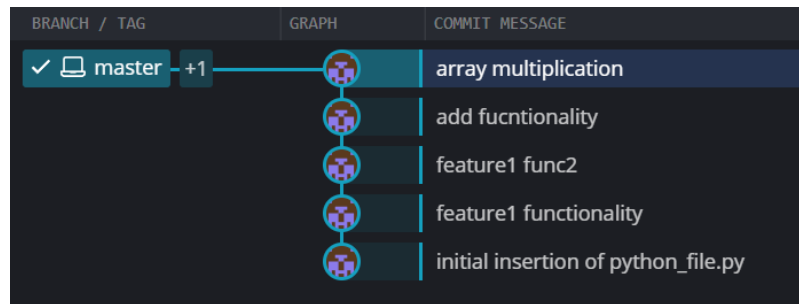 BRANCH / TAG GRAPH COMMIT MESSAGE
master +1 array multiplication
add fucntionality
feature1 func2
feature1 functionality
initial insertion of python_file.py